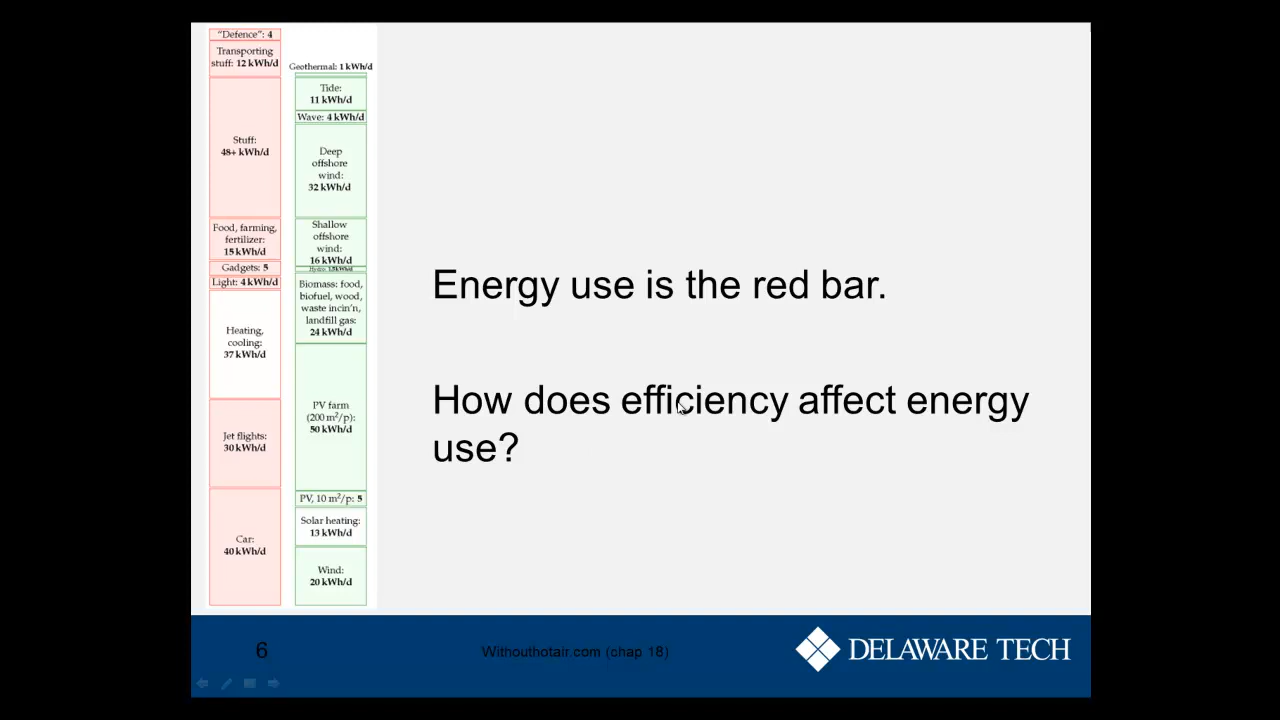 "Defence": 4
Transporting
stuff: 12 kWh/d
Stuff:
48+ kWh/d
Food, farming,
fertilizer:
15 kWh/d
Gadgets: 5
Light: 4 kWh/d
Heating,
cooling:
37 kWh/d
Jet flights:
30 kWh/d
Car:
40 kWh/d
Geothermal: 1 kWh/d
Tide:
11 kWh/d
Wave: 4 kWh/d
Deep
offshore
wind:
32 kWh/d
Shallow
offshore
wind:
16 kWh/d
Hydro: 1.5 kWh/d
Biomass: food,
biofuel, wood,
waste incin'n,
landfill gas:
24 kWh/d
PV farm
(200 m²/p):
50 kWh/d
PV, 10 m²/p: 5
Solar heating:
13 kWh/d
Wind:
20 kWh/d
Energy use is the red bar.
How does efficiency affect energy
use?
6
Withouthotair.com (chap 18)
DELAWARE TECH